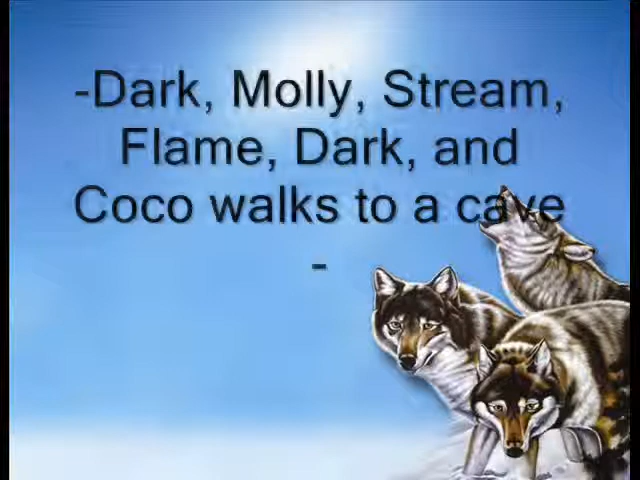 -Dark, Molly, Stream,
Flame, Dark, and
Coco walks to a cave
-